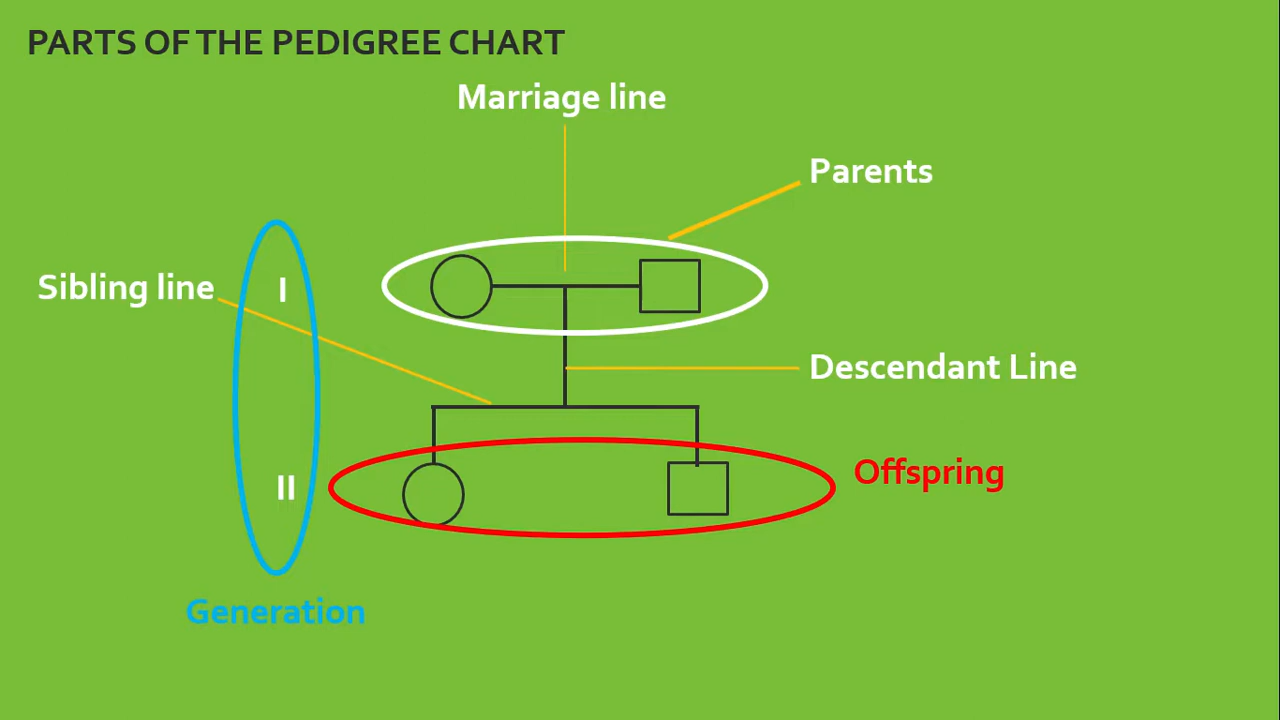 PARTS OF THE PEDIGREE CHART
Marriage line
Parents
Sibling line
I
Descendant Line
II
Offspring
Generation